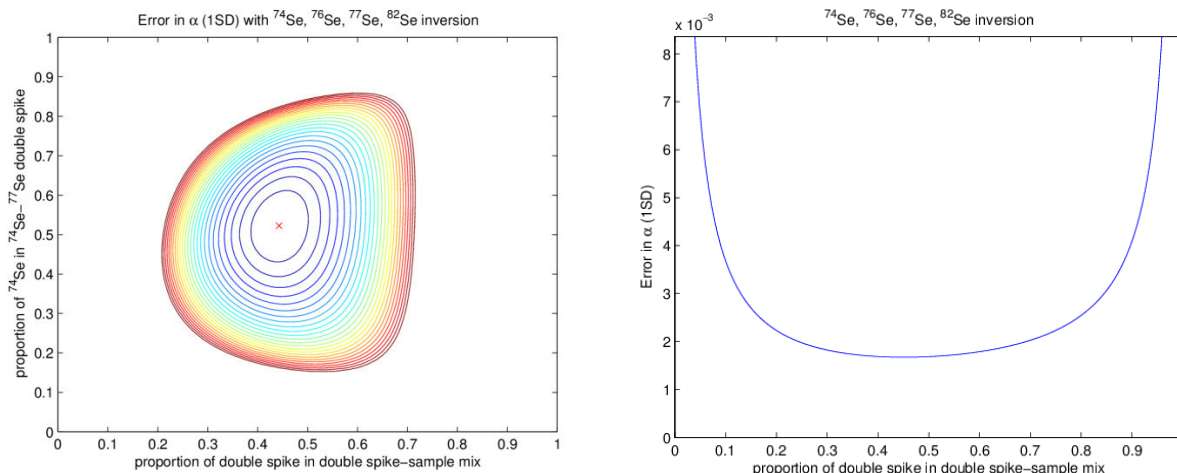 Error in α (1SD) with ⁷⁴Se, ⁷⁶Se, ⁷⁷Se, ⁸²Se inversion
1
0.9
0.8
0.7
0.6
0.5
0.4
0.3
0.2
0.1
0
proportion of ⁷⁴Se in ⁷⁴Se−⁷⁷Se double spike
0 0.1 0.2 0.3 0.4 0.5 0.6 0.7 0.8 0.9 1
proportion of double spike in double spike−sample mix
x 10⁻³
⁷⁴Se, ⁷⁶Se, ⁷⁷Se, ⁸²Se inversion
8
7
6
5
4
3
2
1
0
Error in α (1SD)
0 0.1 0.2 0.3 0.4 0.5 0.6 0.7 0.8 0.9
proportion of double spike in double spike−sample mix